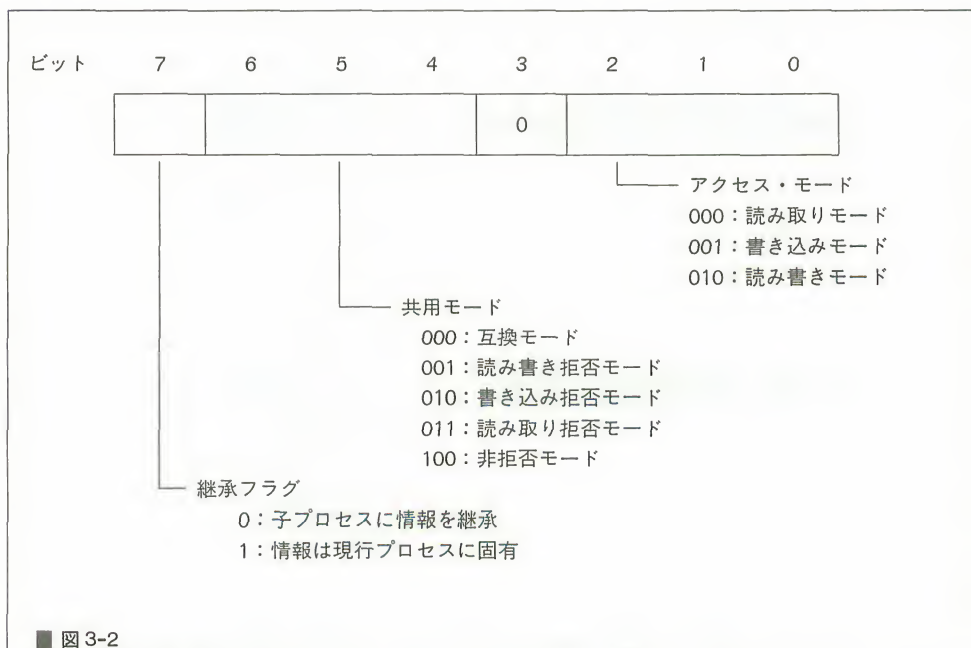 ビット 7 6 5 4 3 2 1 0
0
アクセス・モード
000:読み取りモード
001:書き込みモード
010:読み書きモード
共用モード
000:互換モード
001:読み書き拒否モード
010:書き込み拒否モード
011:読み取り拒否モード
100:非拒否モード
継承フラグ
0:子プロセスに情報を継承
1:情報は現行プロセスに固有
■ 図3-2